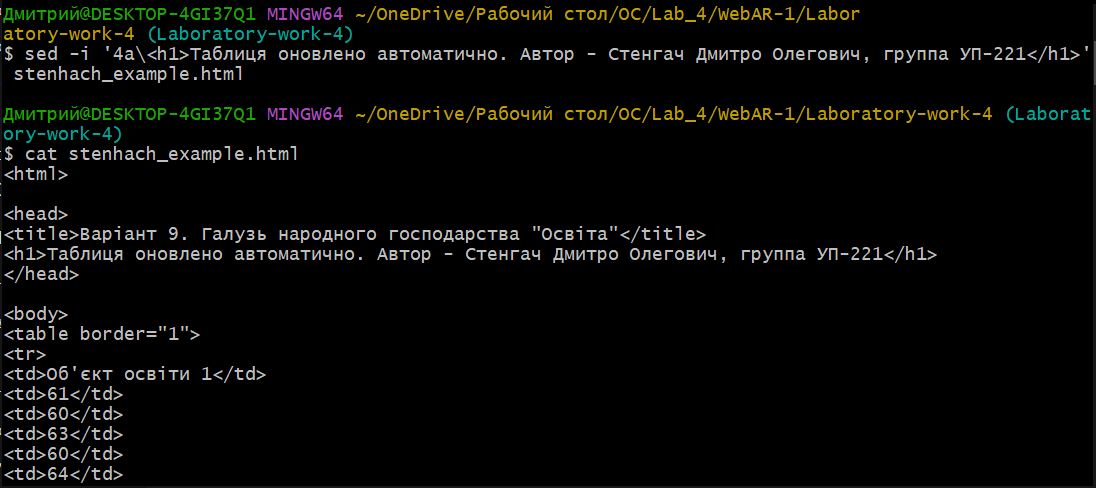 Дмитрий@DESKTOP-4GI37Q1 MINGW64 ~/OneDrive/Рабочий стол/ОС/Lab_4/WebAR-1/Labor
atory-work-4 (Laboratory-work-4)
$ sed -i '4a\<h1>Таблиця оновлено автоматично. Автор - Стенгач Дмитро Олегович, группа УП-221</h1>'
stenhach_example.html
Дмитрий@DESKTOP-4GI37Q1 MINGW64 ~/OneDrive/Рабочий стол/ОС/Lab_4/WebAR-1/Laboratory-work-4 (Laborat
ory-work-4)
$ cat stenhach_example.html
<html>
<head>
<title>Варіант 9. Галузь народного господарства "Освіта"</title>
<h1>Таблиця оновлено автоматично. Автор - Стенгач Дмитро Олегович, группа УП-221</h1>
</head>
<body>
<table border="1">
<tr>
<td>Об'єкт освіти 1</td>
<td>61</td>
<td>60</td>
<td>63</td>
<td>60</td>
<td>64</td>